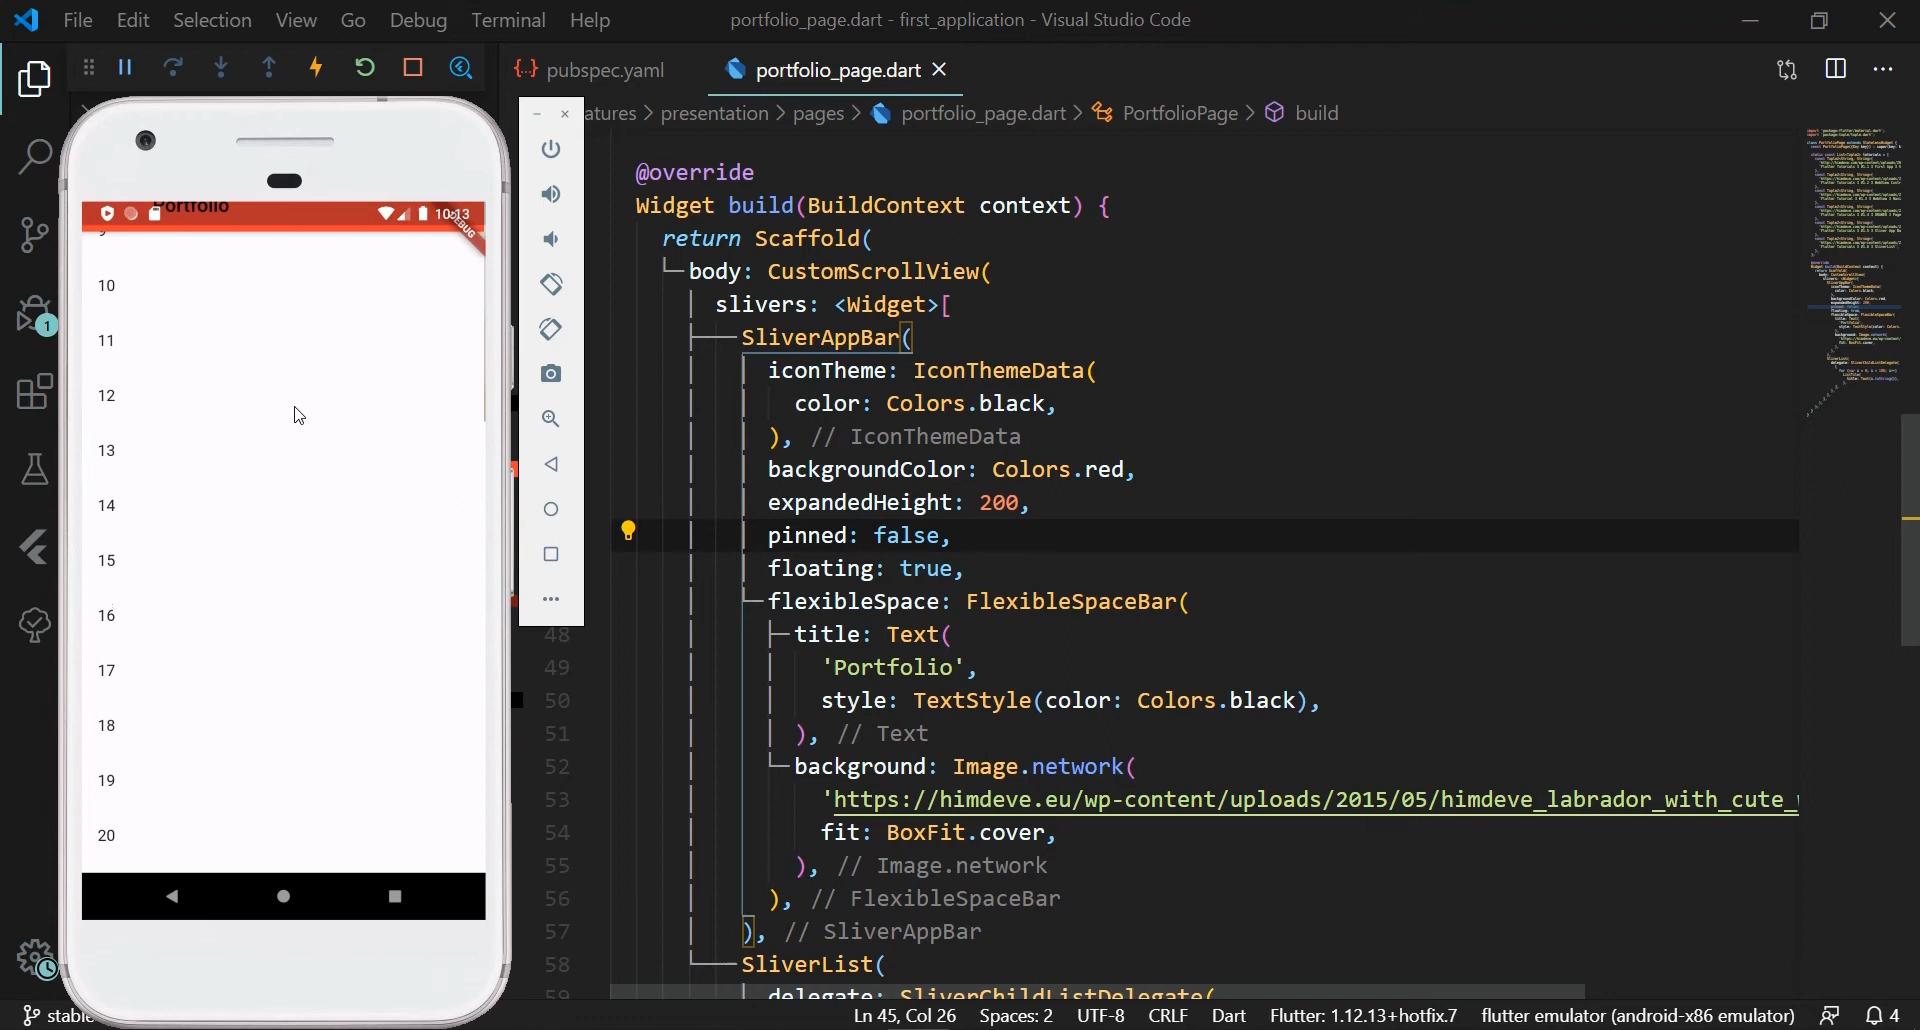 File Edit Selection View Go Debug Terminal Help
portfolio_page.dart - first_application - Visual Studio Code
pubspec.yaml
portfolio_page.dart
atures > presentation > pages > portfolio_page.dart > PortfolioPage > build
1
Portfolio
10:13
9
10
11
12
13
14
15
16
17
18
19
20
@override
Widget build(BuildContext context) {
return Scaffold(
body: CustomScrollView(
slivers: <Widget>[
SliverAppBar(
iconTheme: IconThemeData(
color: Colors.black,
), // IconThemeData
backgroundColor: Colors.red,
expandedHeight: 200,
pinned: false,
floating: true,
flexibleSpace: FlexibleSpaceBar(
48 title: Text(
49 'Portfolio',
50 style: TextStyle(color: Colors.black),
51 ), // Text
52 background: Image.network(
53 'https://himdeve.eu/wp-content/uploads/2015/05/himdeve_labrador_with_cute_
54 fit: BoxFit.cover,
55 ), // Image.network
56 ), // FlexibleSpaceBar
57 ), // SliverAppBar
58 SliverList(
59 delegate: SliverChildListDelegate(
stable
Ln 45, Col 26 Spaces: 2 UTF-8 CRLF Dart Flutter: 1.12.13+hotfix.7 flutter emulator (android-x86 emulator) 4